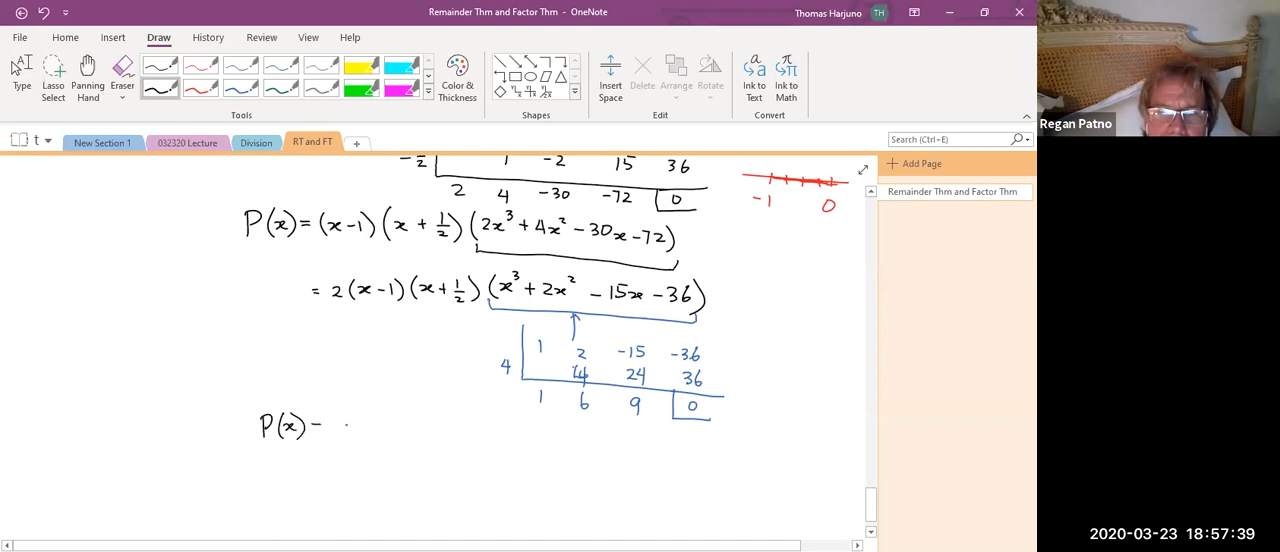 Remainder Thm and Factor Thm - OneNote
Thomas Harjuno TH
File Home Insert Draw History Review View Help
Type Lasso Select Panning Hand Eraser Color & Thickness Insert Space Delete Arrange Rotate Ink to Text Ink to Math
Tools Shapes Edit Convert
Regan Patno
t New Section 1 032320 Lecture Division RT and FT + Search (Ctrl+E)
+ Add Page
Remainder Thm and Factor Thm
-1/2 1 -2 15 36
2 4 -30 -72 0
-1 0
P(x) = (x-1)(x + 1/2)(2x³ + 4x² - 30x - 72)
= 2(x-1)(x + 1/2)(x³ + 2x² - 15x - 36)
1 2 -15 -36
4 4 24 36
1 6 9 0
P(x) -
2020-03-23 18:57:39